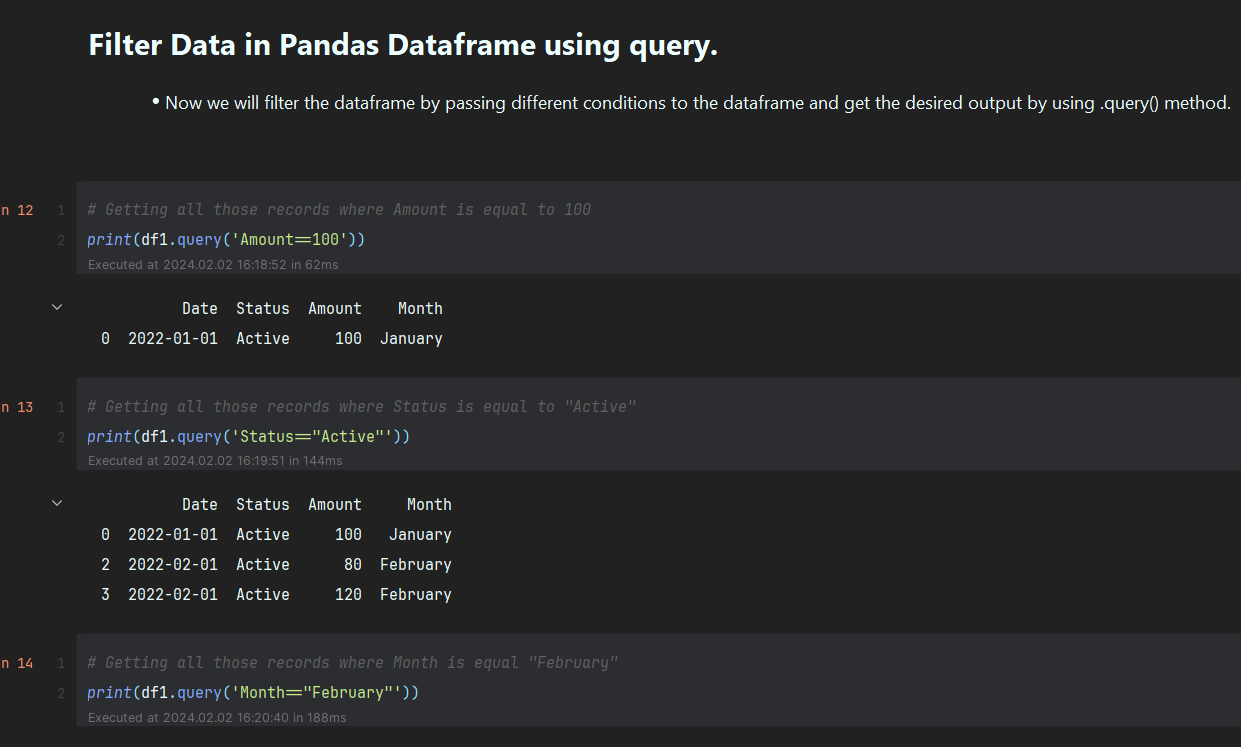 Filter Data in Pandas Dataframe using query.
• Now we will filter the dataframe by passing different conditions to the dataframe and get the desired output by using .query() method.
n 12 1 # Getting all those records where Amount is equal to 100
2 print(df1.query('Amount==100'))
Executed at 2024.02.02 16:18:52 in 62ms
Date Status Amount Month
0 2022-01-01 Active 100 January
n 13 1 # Getting all those records where Status is equal to "Active"
2 print(df1.query('Status=="Active"'))
Executed at 2024.02.02 16:19:51 in 144ms
Date Status Amount Month
0 2022-01-01 Active 100 January
2 2022-02-01 Active 80 February
3 2022-02-01 Active 120 February
n 14 1 # Getting all those records where Month is equal "February"
2 print(df1.query('Month=="February"'))
Executed at 2024.02.02 16:20:40 in 188ms